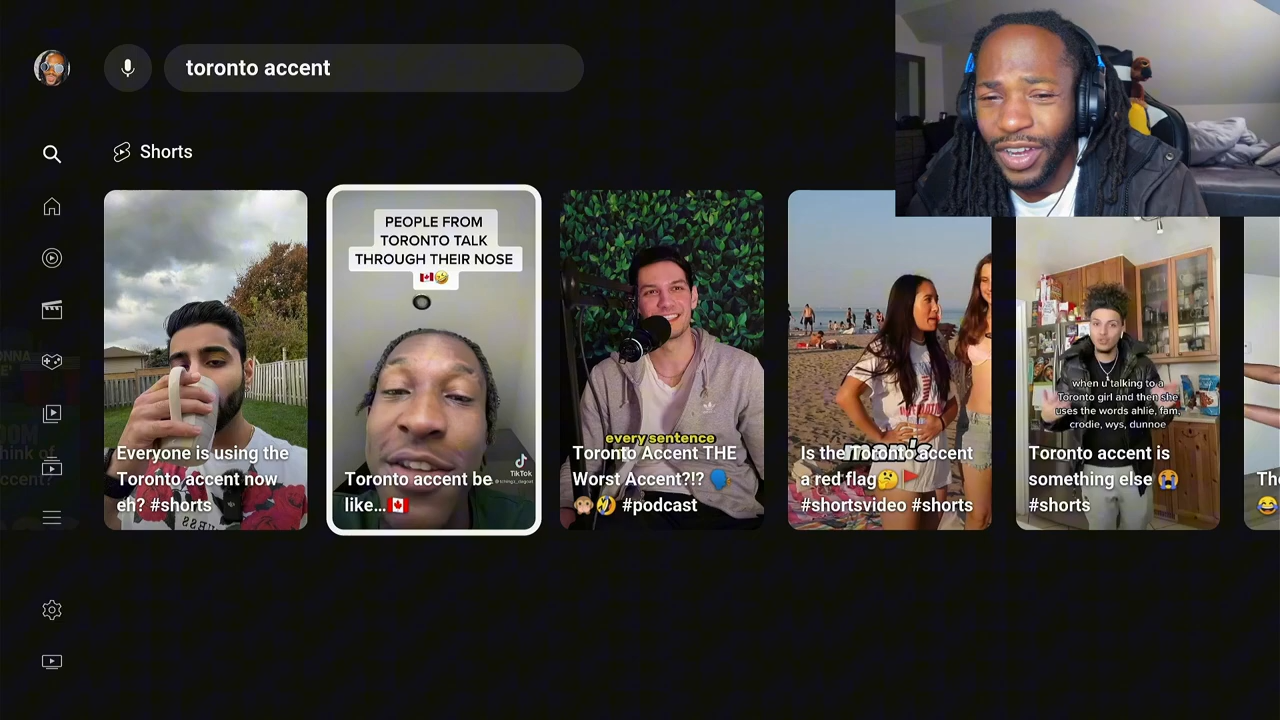 toronto accent
Shorts
Everyone is using the
Toronto accent now
eh? #shorts
PEOPLE FROM
TORONTO TALK
THROUGH THEIR NOSE
🇨🇦🤣
TikTok
Toronto accent be
like...🇨🇦
every sentence
Toronto Accent THE
Worst Accent?!? 🗣️
🙊🤣 #podcast
man's
Is the Toronto accent
a red flag🤔🚩
#shortsvideo #shorts
when u talking to a
Toronto girl and then she
uses the words ahlie, fam,
crodie, wys, dunnoe
Toronto accent is
something else 😭
#shorts